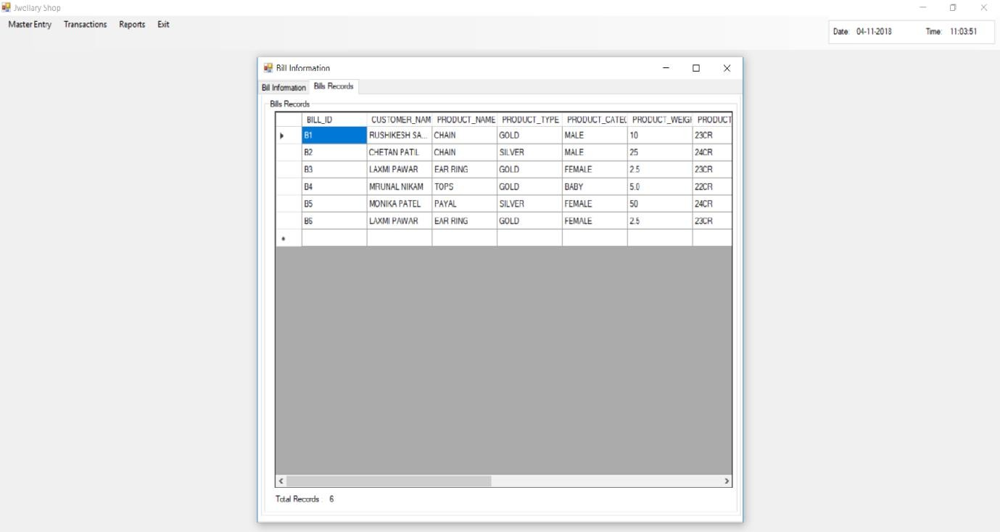 Jwollary Shop
Master Entry Transactions Reports Exit
Date: 04-11-2018 Time: 11:03:51
Bill Information
Bill Information Bills Records
Bills Records
BILL_ID CUSTOMER_NAM PRODUCT_NAME PRODUCT_TYPE PRODUCT_CATEG PRODUCT_WEIGH PRODUCT
B1 RUSHIKESH SA... CHAIN GOLD MALE 10 23CR
B2 CHETAN PATIL CHAIN SILVER MALE 25 24CR
B3 LAXMI PAWAR EAR RING GOLD FEMALE 2.5 23CR
B4 MRUNAL NIKAM TOPS GOLD BABY 5.0 22CR
B5 MONIKA PATEL PAYAL SILVER FEMALE 50 24CR
B6 LAXMI PAWAR EAR RING GOLD FEMALE 2.5 23CR
Total Records : 6